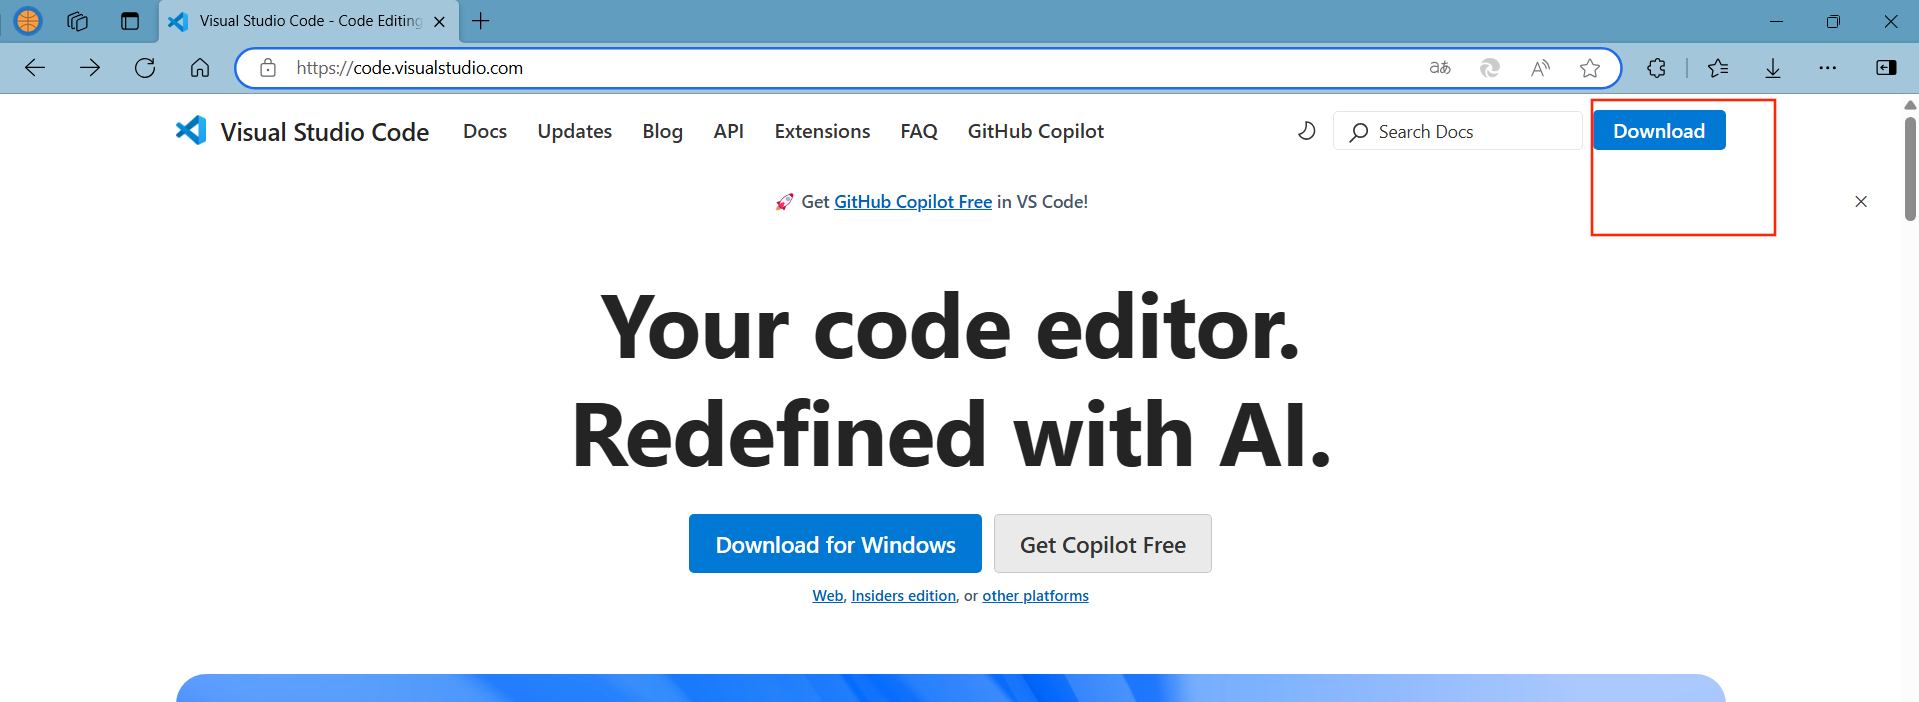 Visual Studio Code - Code Editing
https://code.visualstudio.com
Visual Studio Code Docs Updates Blog API Extensions FAQ GitHub Copilot Search Docs Download
🚀 Get GitHub Copilot Free in VS Code!
Your code editor.
Redefined with AI.
Download for Windows Get Copilot Free
Web, Insiders edition, or other platforms